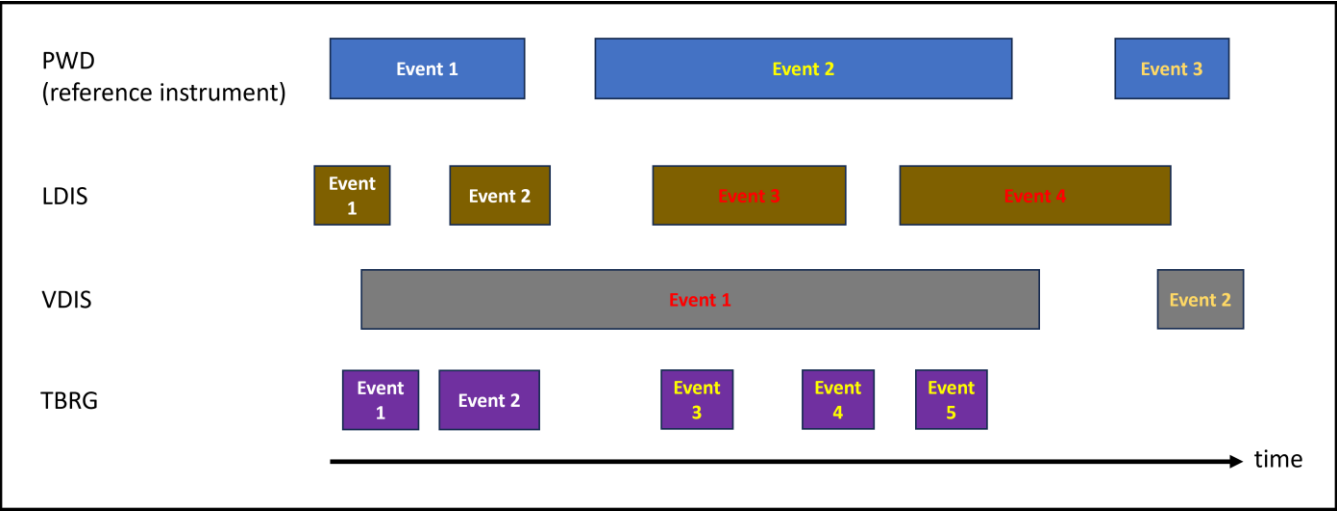 PWD
(reference instrument)
Event 1
Event 2
Event 3
LDIS
Event
1
Event 2
Event 3
Event 4
VDIS
Event 1
Event 2
TBRG
Event
1
Event 2
Event
3
Event
4
Event
5
time